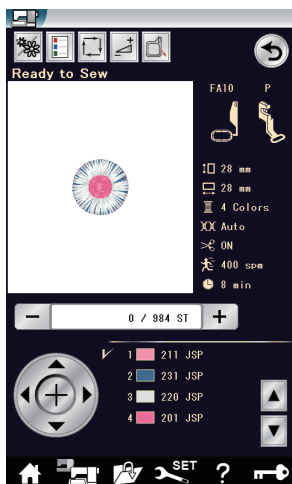 Ready to Sew
FA10 P
28 mm
28 mm
4 Colors
Auto
ON
400 spm
8 min
− 0 / 984 ST +
1 211 JSP
2 231 JSP
3 220 JSP
4 201 JSP
SET ?